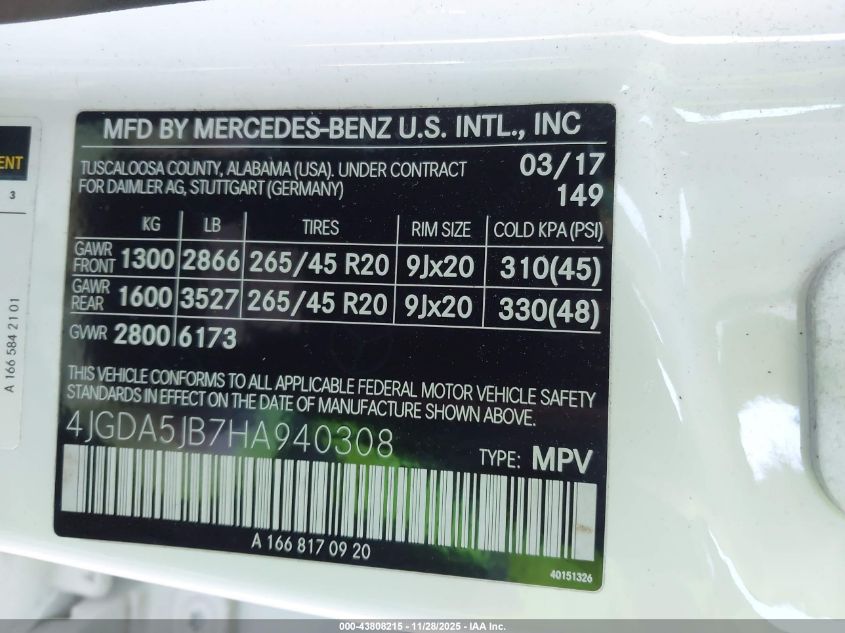 ENT
3
A 166 584 21 01
MFD BY MERCEDES-BENZ U.S. INTL., INC
TUSCALOOSA COUNTY, ALABAMA (USA). UNDER CONTRACT
FOR DAIMLER AG, STUTTGART (GERMANY)
03/17
149
KG LB TIRES RIM SIZE COLD KPA (PSI)
GAWR FRONT 1300 2866 265/45 R20 9Jx20 310(45)
GAWR REAR 1600 3527 265/45 R20 9Jx20 330(48)
GVWR 2800 6173
THIS VEHICLE CONFORMS TO ALL APPLICABLE FEDERAL MOTOR VEHICLE SAFETY
STANDARDS IN EFFECT ON THE DATE OF MANUFACTURE SHOWN ABOVE.
4JGDA5JB7HA940308
TYPE: MPV
A 166 817 09 20
40151326
000-43808215 - 11/28/2025 - IAA Inc.